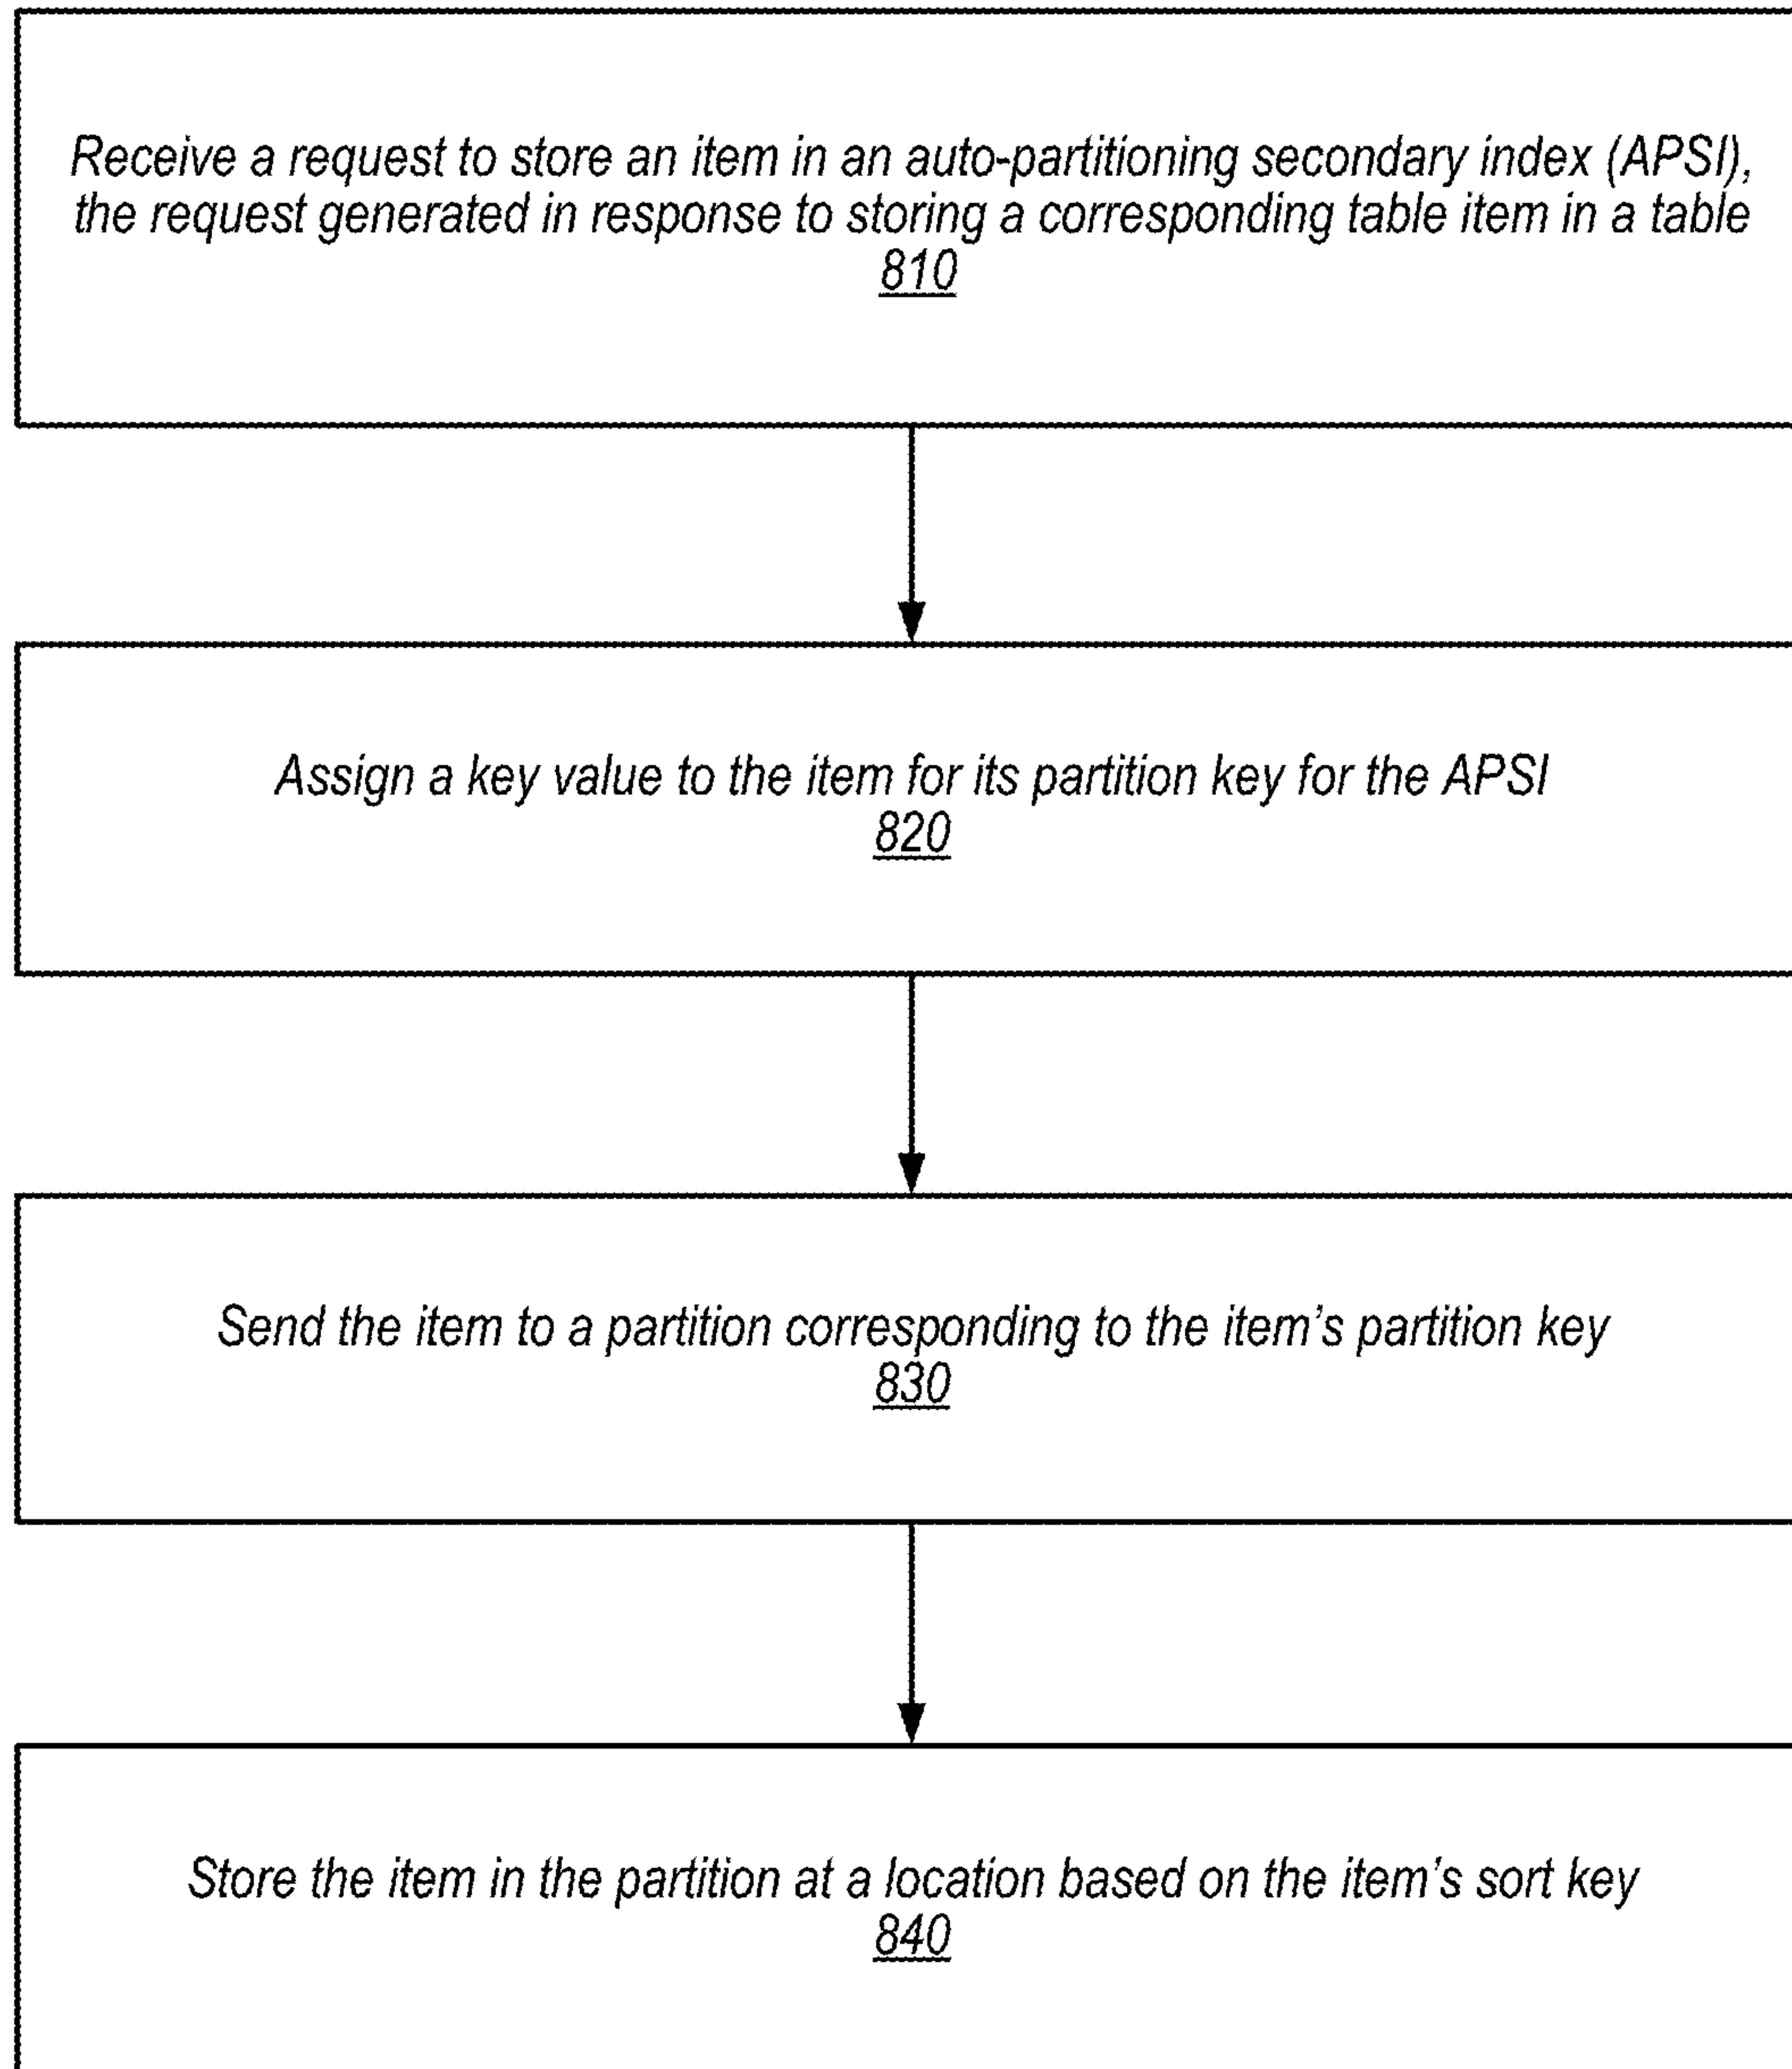 Receive a request to store an item in an auto-partitioning secondary index (APSI),
the request generated in response to storing a corresponding table item in a table
810
Assign a key value to the item for its partition key for the APSI
820
Send the item to a partition corresponding to the item's partition key
830
Store the item in the partition at a location based on the item's sort key
840